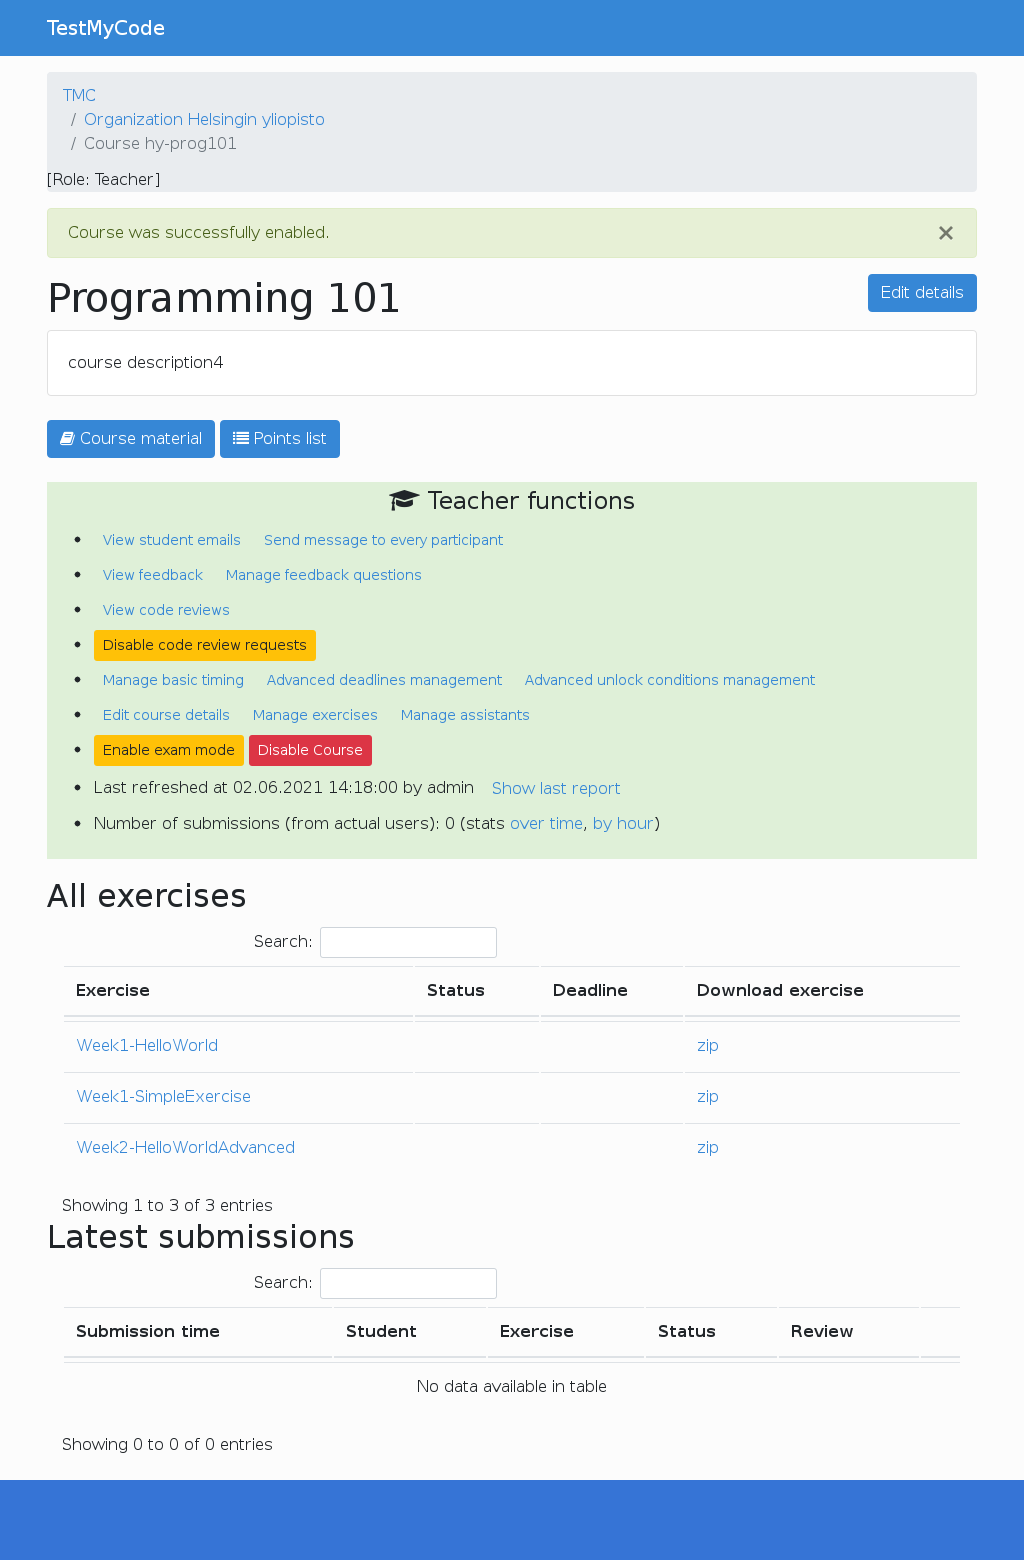 TestMyCode
TMC
/ Organization Helsingin yliopisto
/ Course hy-prog101
[Role: Teacher]
Course was successfully enabled. ×
Programming 101 Edit details
course description4
Course material Points list
Teacher functions
• View student emails Send message to every participant
• View feedback Manage feedback questions
• View code reviews
• Disable code review requests
• Manage basic timing Advanced deadlines management Advanced unlock conditions management
• Edit course details Manage exercises Manage assistants
• Enable exam mode Disable Course
• Last refreshed at 02.06.2021 14:18:00 by admin Show last report
• Number of submissions (from actual users): 0 (stats over time, by hour)
All exercises
Search:
Exercise Status Deadline Download exercise
Week1-HelloWorld zip
Week1-SimpleExercise zip
Week2-HelloWorldAdvanced zip
Showing 1 to 3 of 3 entries
Latest submissions
Search:
Submission time Student Exercise Status Review
No data available in table
Showing 0 to 0 of 0 entries